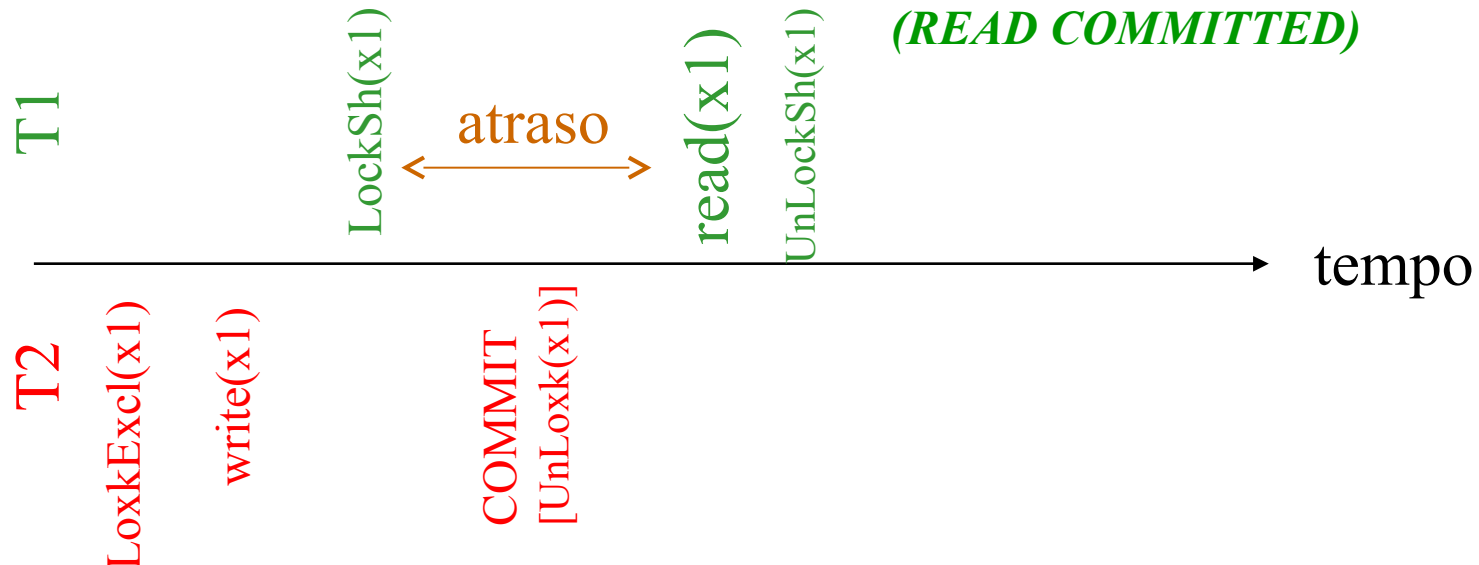 (READ COMMITTED)
T1
LockSh(x1)
atraso
read(x1)
UnLockSh(x1)
tempo
T2
LoxkExcl(x1)
write(x1)
COMMIT
[UnLoxk(x1)]